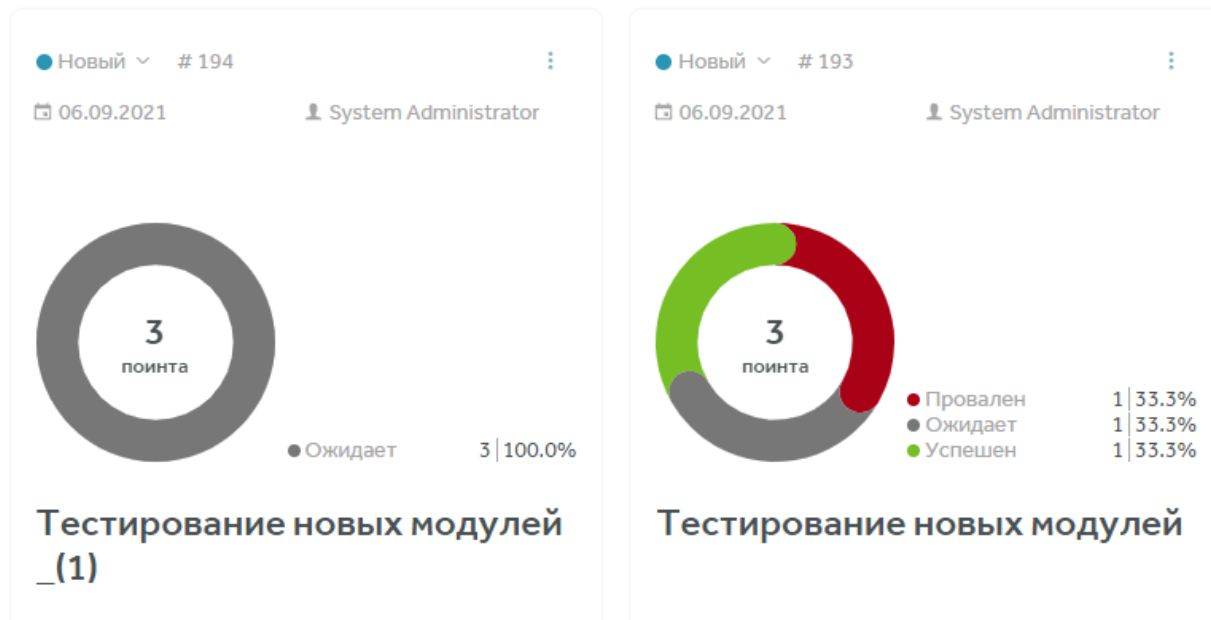 Новый # 194
06.09.2021 System Administrator
3
поинта
Ожидает 3 100.0%
Тестирование новых модулей
_(1)
Новый # 193
06.09.2021 System Administrator
3
поинта
Провален 1 33.3%
Ожидает 1 33.3%
Успешен 1 33.3%
Тестирование новых модулей